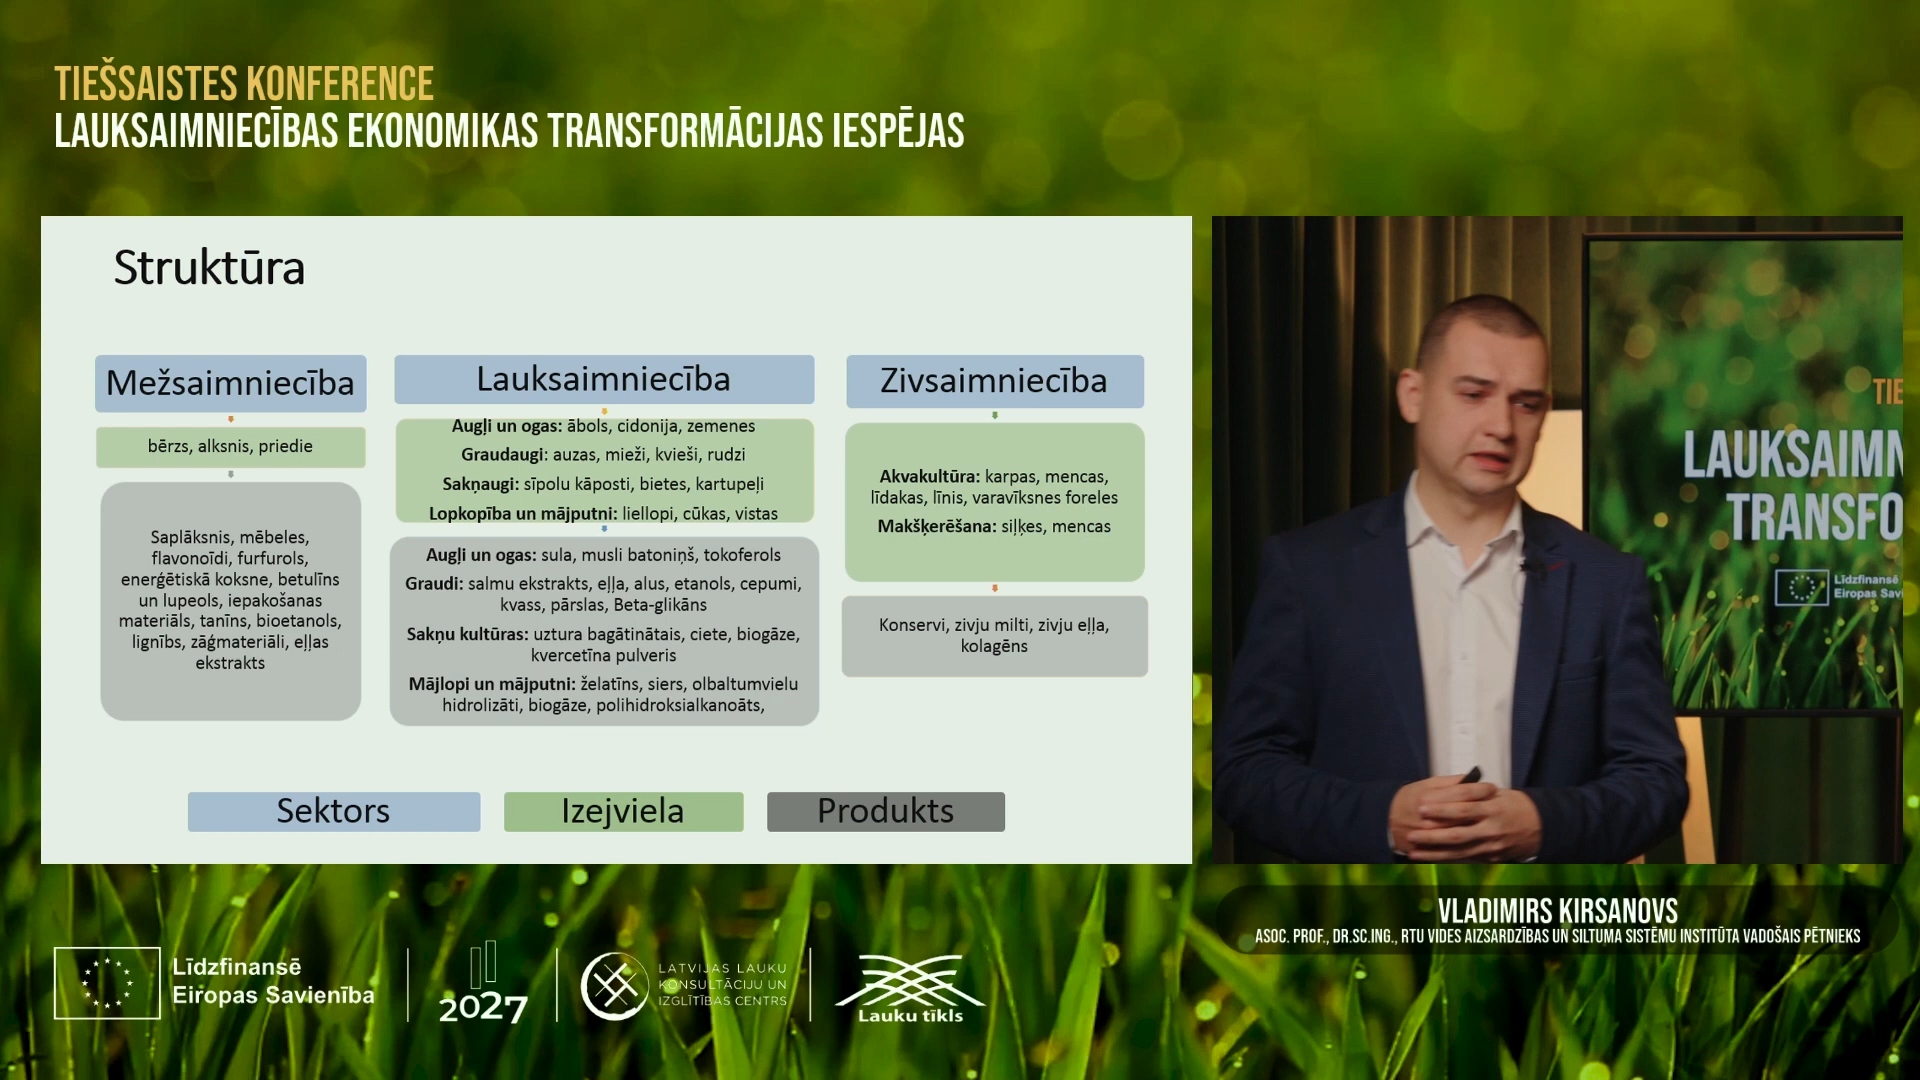 TIEŠSAISTES KONFERENCE
LAUKSAIMNIECĪBAS EKONOMIKAS TRANSFORMĀCIJAS IESPĒJAS
Struktūra
Mežsaimniecība
bērzs, alksnis, priedie
Saplāksnis, mēbeles,
flavonoīdi, furfurols,
enerģētiskā koksne, betulīns
un lupeols, iepakošanas
materiāls, tanīns, bioetanols,
lignībs, zāģmateriāli, eļļas
ekstrakts
Lauksaimniecība
Augļi un ogas: ābols, cidonija, zemenes
Graudaugi: auzas, mieži, kvieši, rudzi
Sakņaugi: sīpolu kāposti, bietes, kartupeļi
Lopkopība un mājputni: liellopi, cūkas, vistas
Augļi un ogas: sula, musli batoniņš, tokoferols
Graudi: salmu ekstrakts, eļļa, alus, etanols, cepumi,
kvass, pārslas, Beta-glikāns
Sakņu kultūras: uztura bagātinātais, ciete, biogāze,
kvercetīna pulveris
Mājlopi un mājputni: želatīns, siers, olbaltumvielu
hidrolizāti, biogāze, polihidroksialkanoāts,
Zivsaimniecība
Akvakultūra: karpas, mencas,
līdakas, līnis, varavīksnes foreles
Makšķerēšana: siļķes, mencas
Konservi, zivju milti, zivju eļļa,
kolagēns
Sektors
Izejviela
Produkts
TIE
LAUKSAIMN
TRANSFO
Līdzfinansē
Eiropas Savi
VLADIMIRS KIRSANOVS
ASOC. PROF., DR.SC.ING., RTU VIDES AIZSARDZĪBAS UN SILTUMA SISTĒMU INSTITŪTA VADOŠAIS PĒTNIEKS
Līdzfinansē
Eiropas Savienība
2027
LATVIJAS LAUKU
KONSULTĀCIJU UN
IZGLĪTĪBAS CENTRS
Lauku tīkls